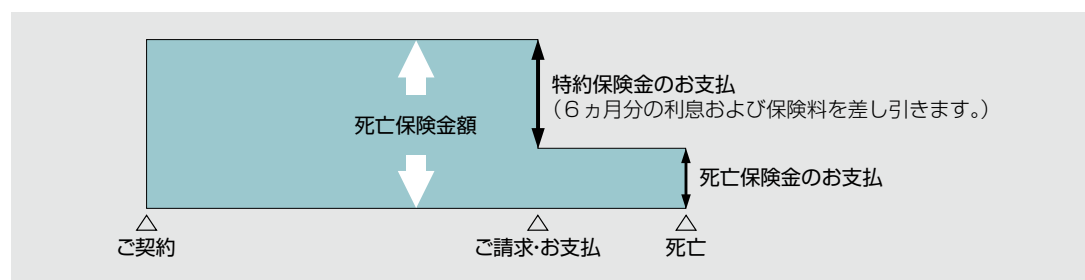 特約保険金のお支払
（6ヵ月分の利息および保険料を差し引きます。）
死亡保険金額
死亡保険金のお支払
△ △ △
ご契約 ご請求・お支払 死亡